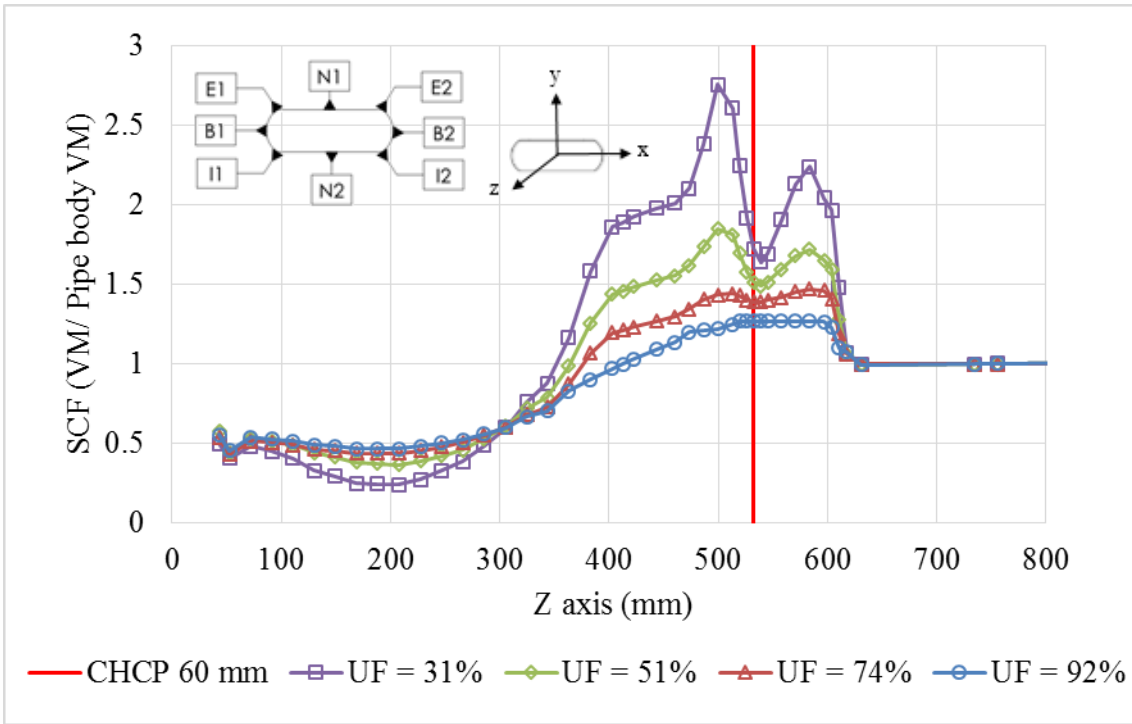 SCF (VM/ Pipe body VM)
3
2.5
2
1.5
1
0.5
0
E1
N1
E2
B1
B2
I1
N2
I2
y
x
z
0 100 200 300 400 500 600 700 800
Z axis (mm)
CHCP 60 mm UF = 31% UF = 51% UF = 74% UF = 92%